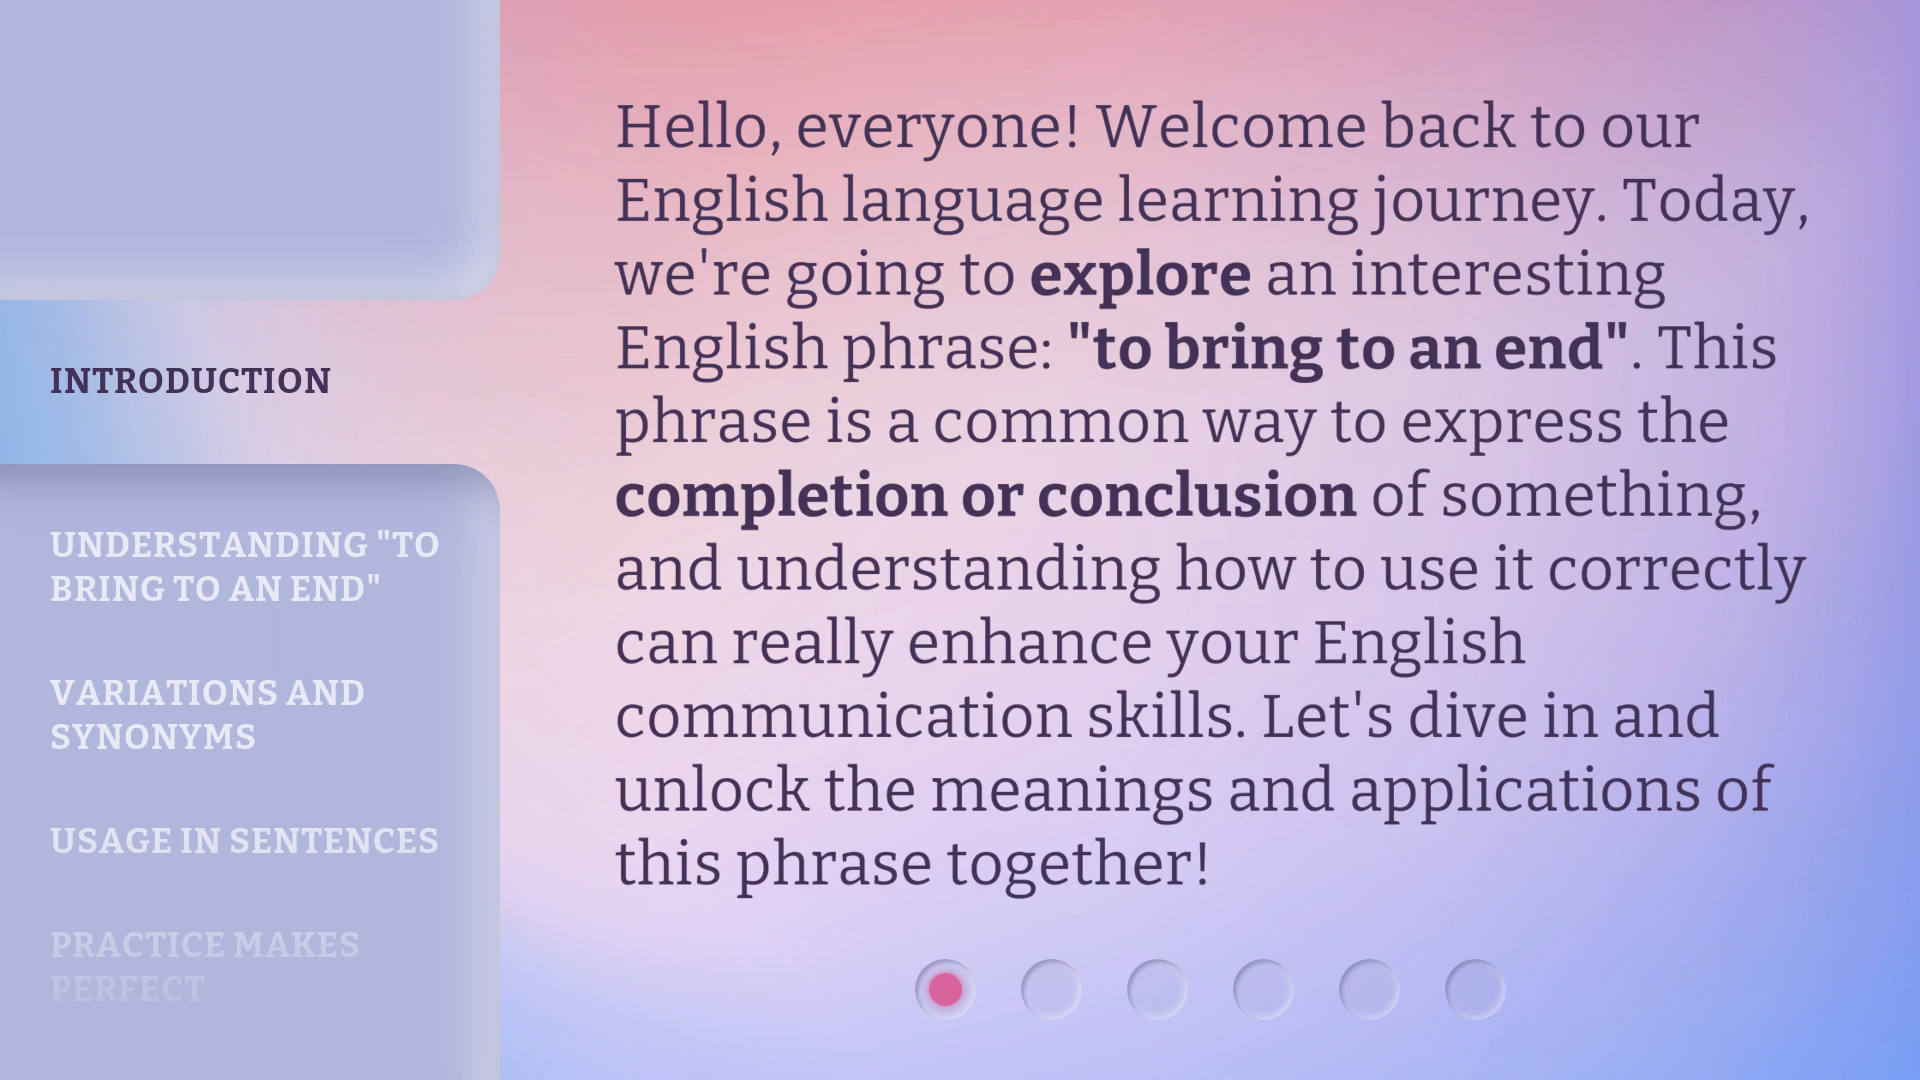 INTRODUCTION
UNDERSTANDING "TO
BRING TO AN END"
VARIATIONS AND
SYNONYMS
USAGE IN SENTENCES
PRACTICE MAKES
PERFECT
Hello, everyone! Welcome back to our
English language learning journey. Today,
we're going to explore an interesting
English phrase: "to bring to an end". This
phrase is a common way to express the
completion or conclusion of something,
and understanding how to use it correctly
can really enhance your English
communication skills. Let's dive in and
unlock the meanings and applications of
this phrase together!